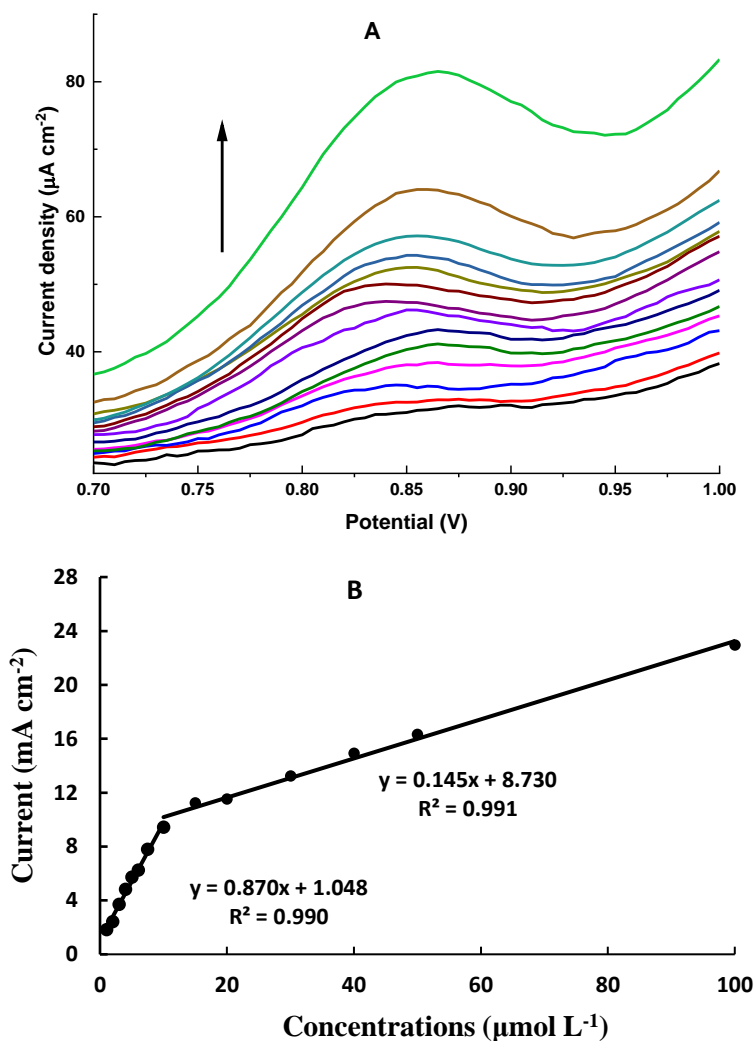 A
80
60
40
Current density (μA cm-2)
0.70 0.75 0.80 0.85 0.90 0.95 1.00
Potential (V)
B
28
24
20
16
12
8
4
0
Current (mA cm-2)
y = 0.145x + 8.730
R² = 0.991
y = 0.870x + 1.048
R² = 0.990
0 20 40 60 80 100
Concentrations (μmol L-1)